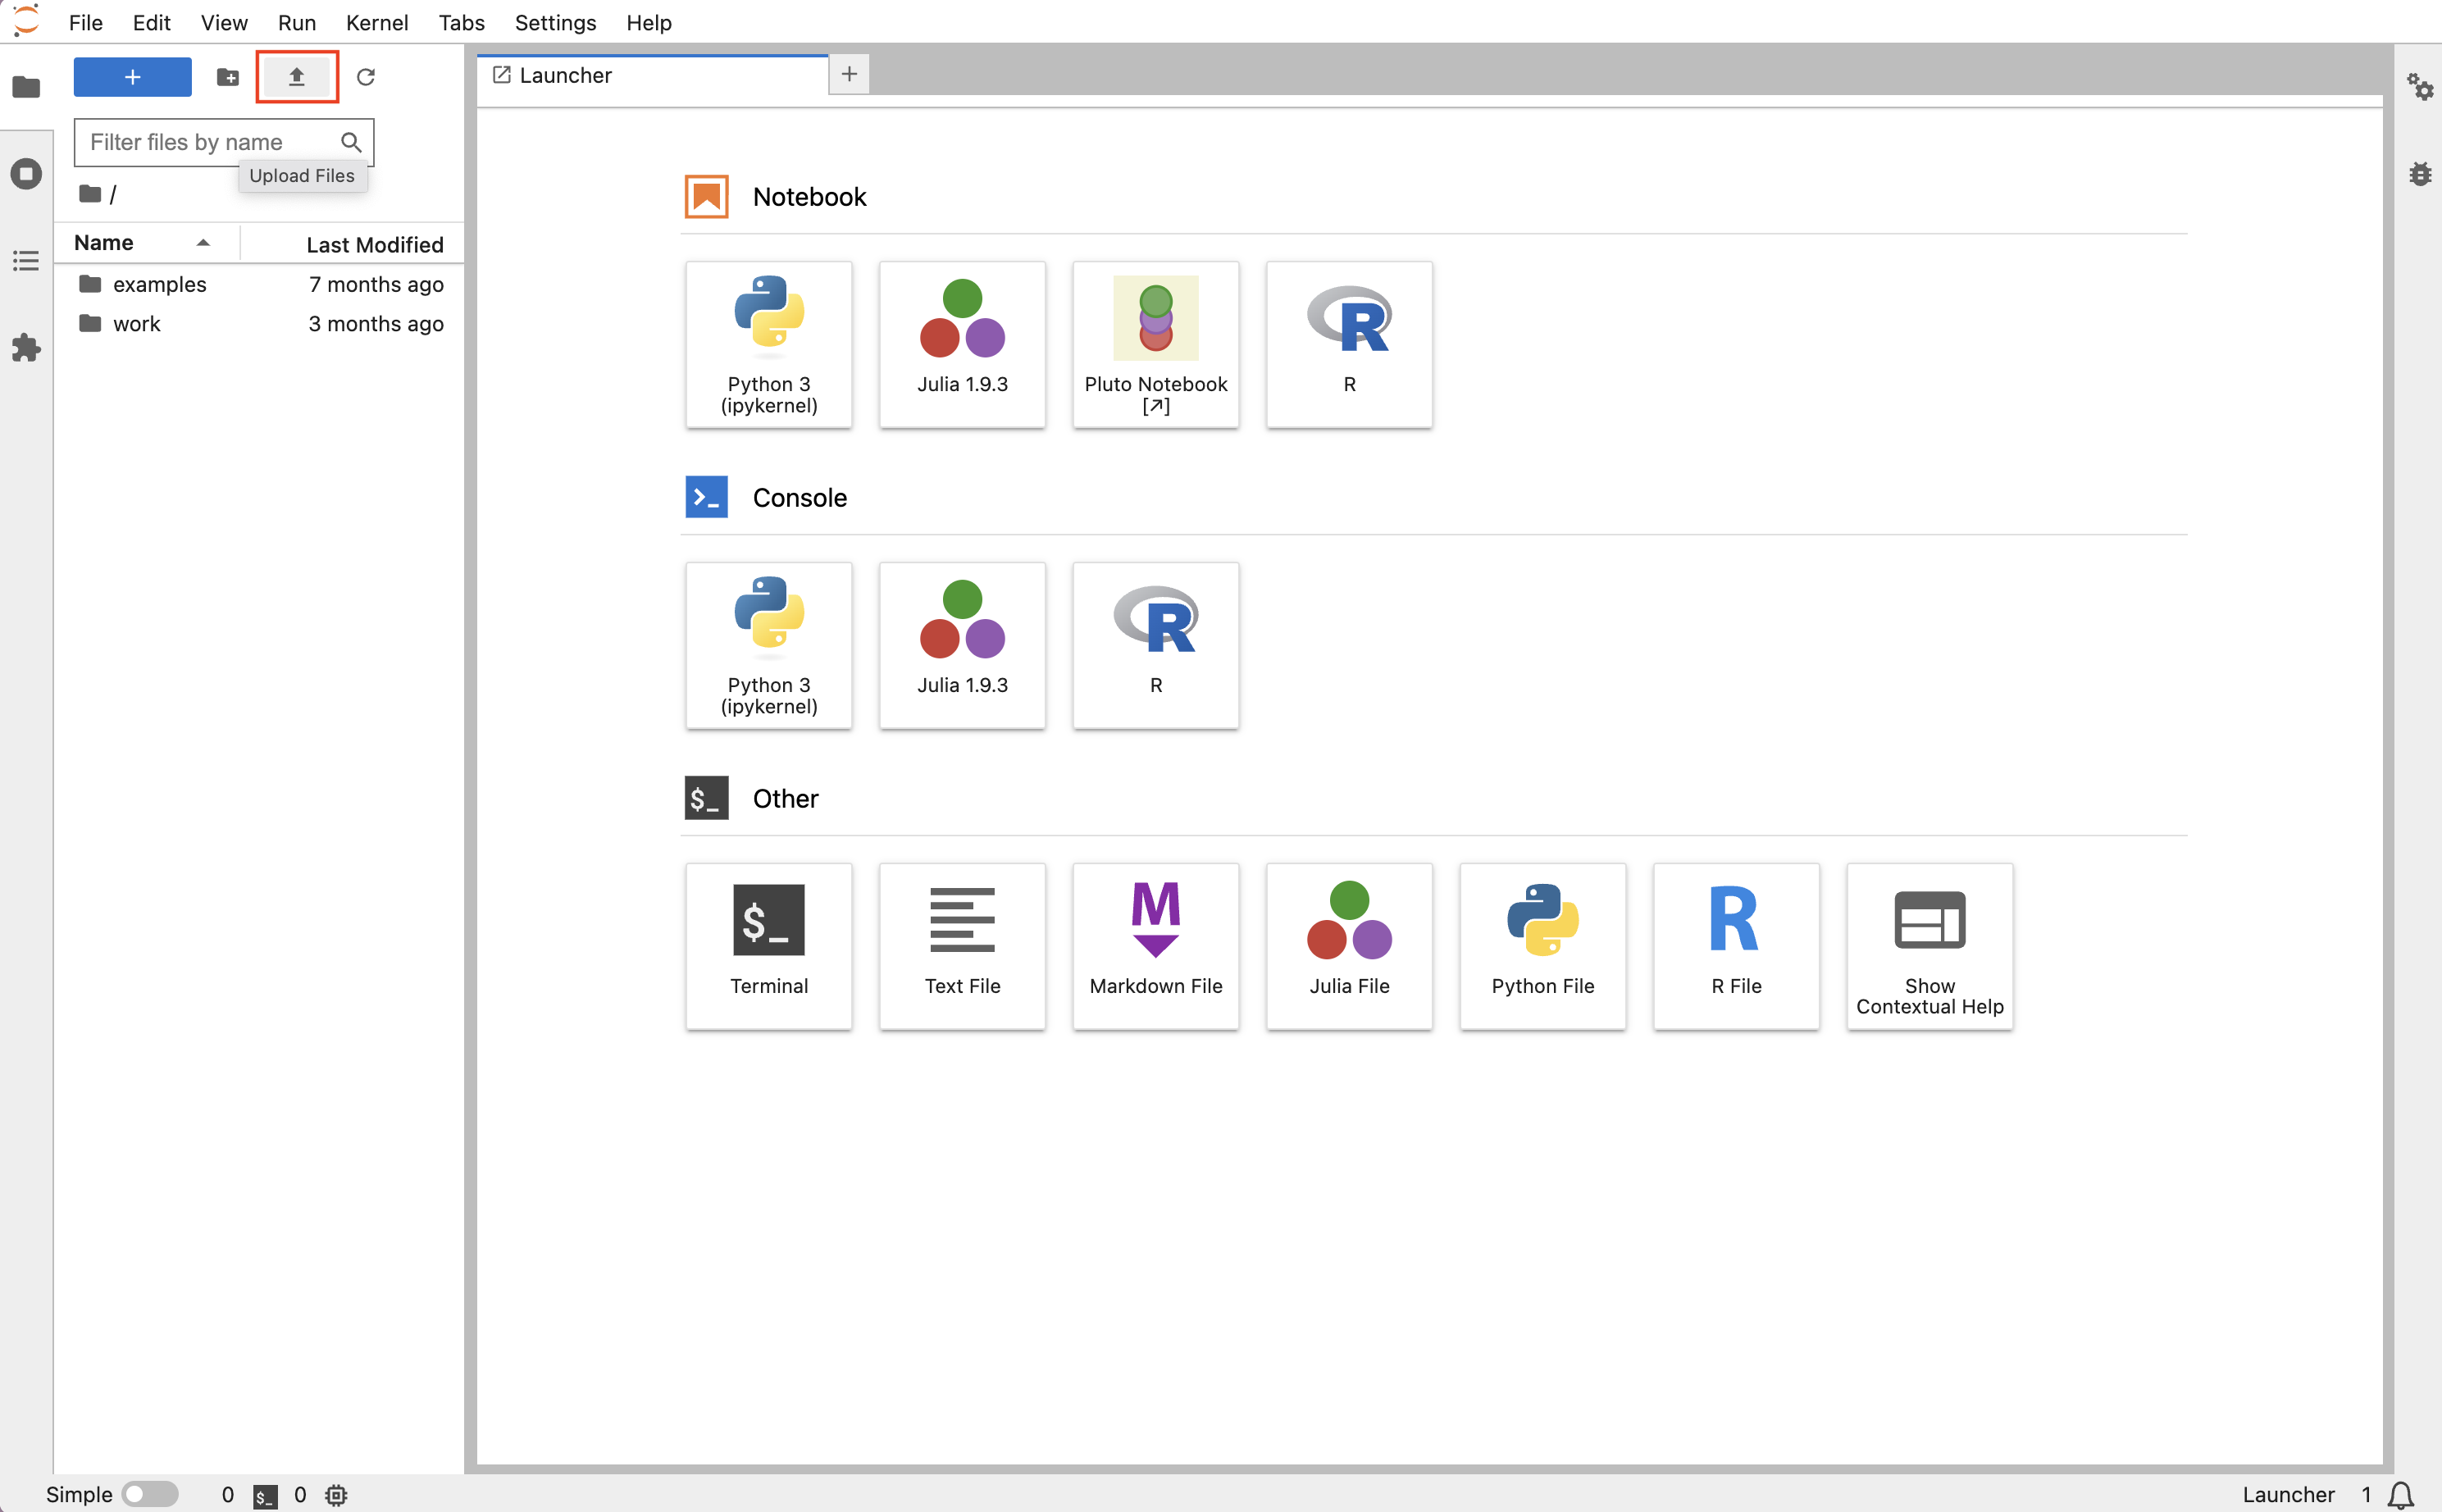 File Edit View Run Kernel Tabs Settings Help
+
Launcher
+
Filter files by name
Upload Files
/
Name Last Modified
examples 7 months ago
work 3 months ago
Notebook
Python 3
(ipykernel)
Julia 1.9.3
Pluto Notebook
[↗]
R
Console
>_
Python 3
(ipykernel)
Julia 1.9.3
R
$_ Other
$_
Terminal
Text File
M
Markdown File
Julia File
Python File
R
R File
Show
Contextual Help
Simple 0 $_ 0 Launcher 1